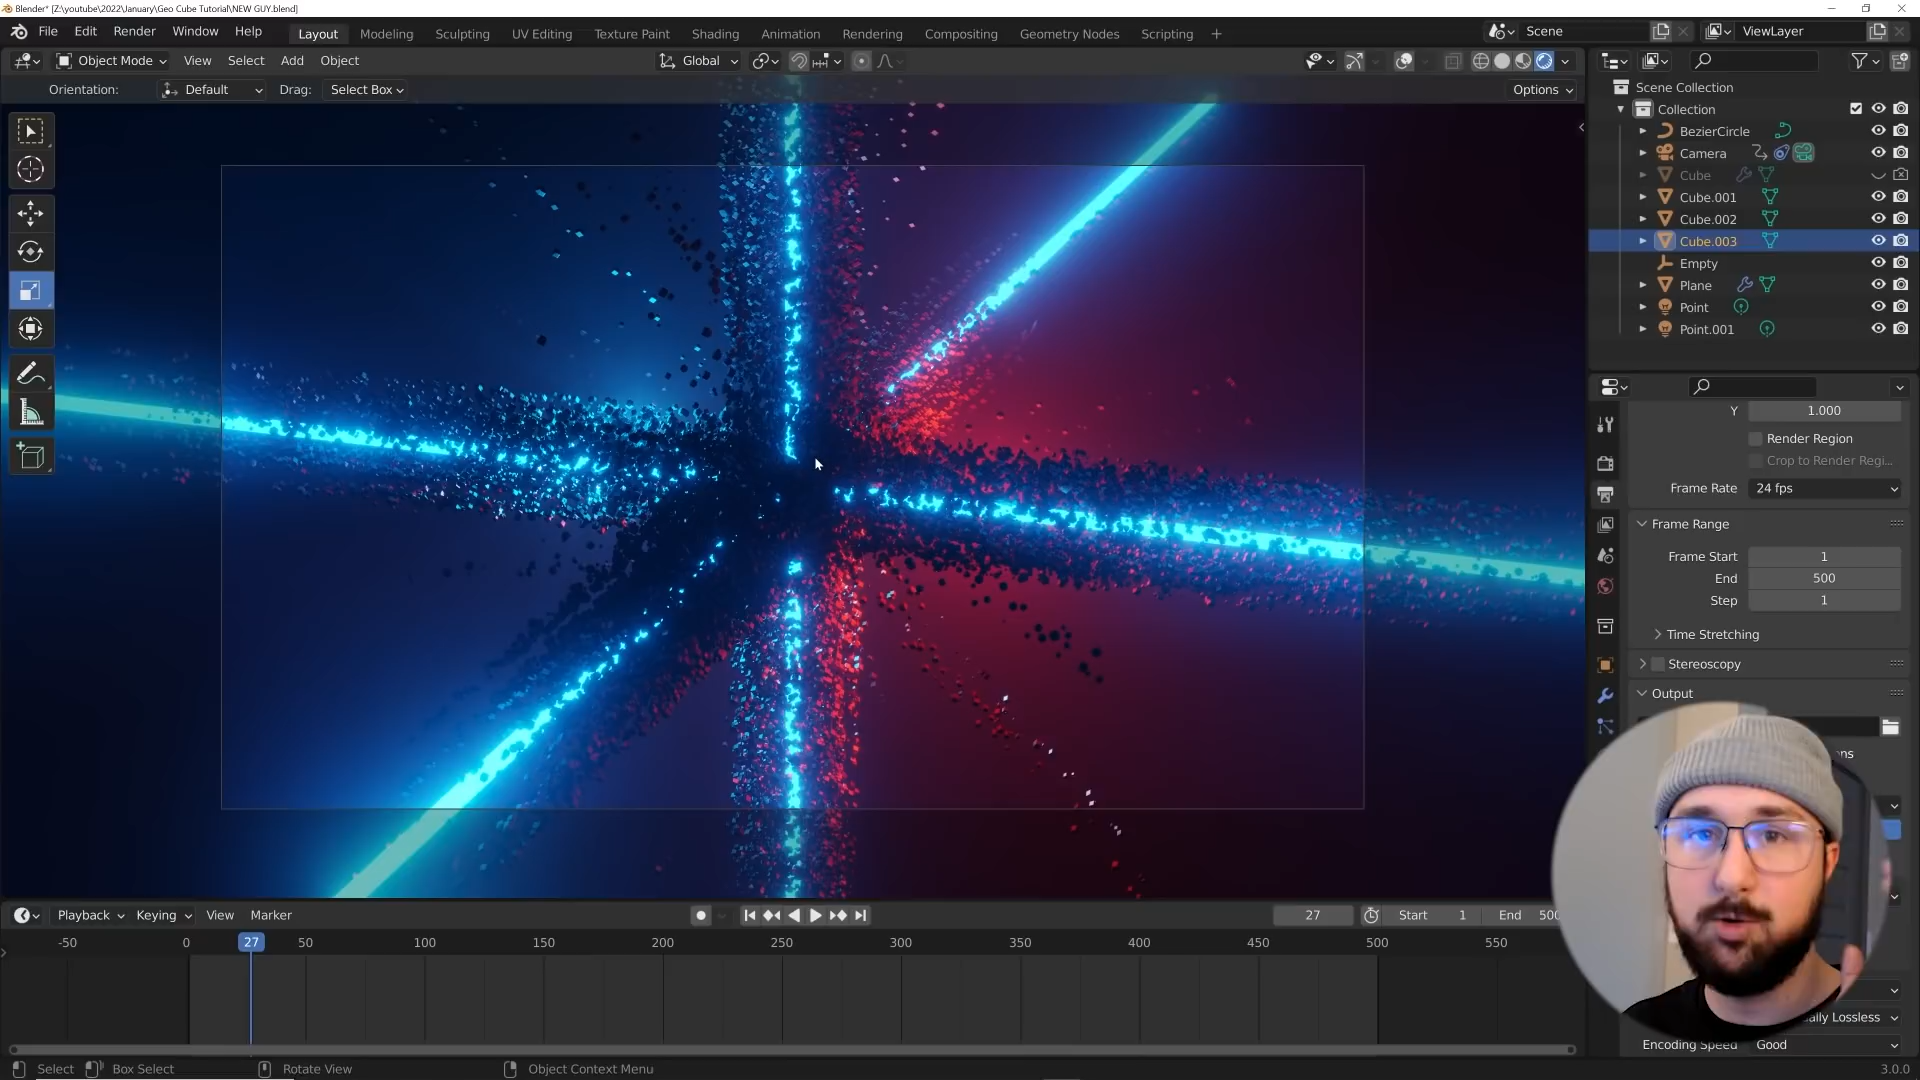 Blender* [Z:\youtube\2022\January\Geo Cube Tutorial\NEW GUY.blend]
File Edit Render Window Help Layout Modeling Sculpting UV Editing Texture Paint Shading Animation Rendering Compositing Geometry Nodes Scripting + Scene ViewLayer
Object Mode View Select Add Object Global
Orientation: Default Drag: Select Box Options
Scene Collection
Collection
BezierCircle
Camera
Cube
Cube.001
Cube.002
Cube.003
Empty
Plane
Point
Point.001
Y 1.000
Render Region
Crop to Render Regi...
Frame Rate 24 fps
Frame Range
Frame Start 1
End 500
Step 1
Time Stretching
Stereoscopy
Output
ns
ally Lossless
Encoding Speed Good
Playback Keying View Marker 27 Start 1 End 500
-50 0 27 50 100 150 200 250 300 350 400 450 500 550
Select Box Select Rotate View Object Context Menu 3.0.0